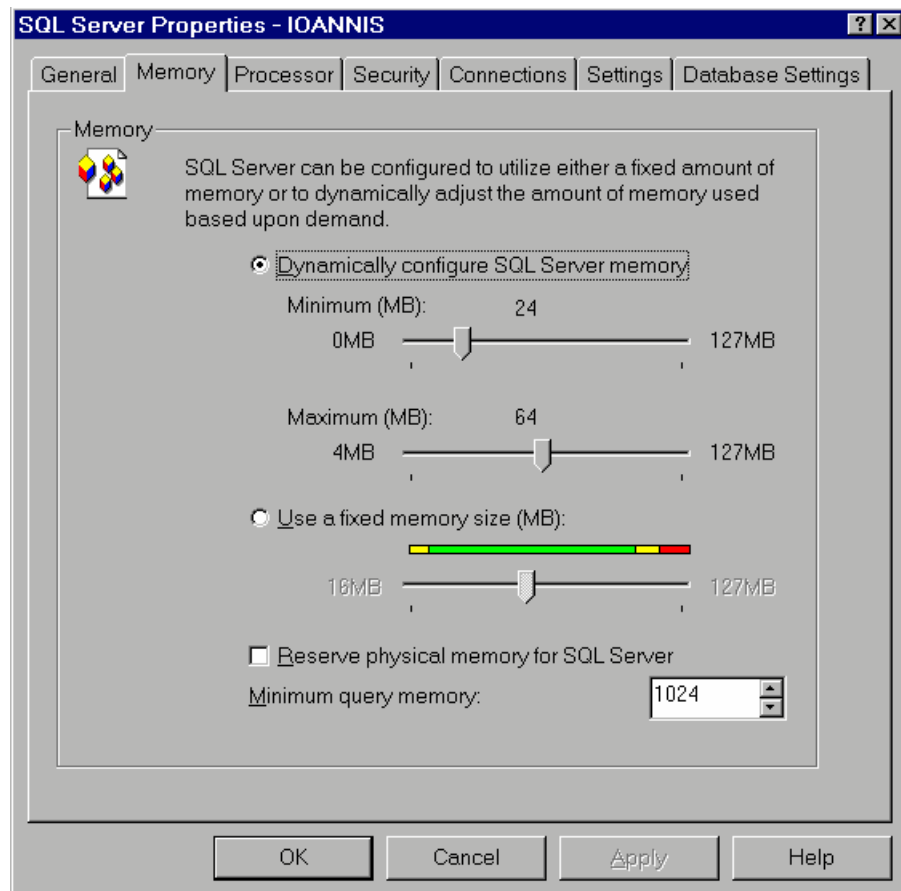 SQL Server Properties - IOANNIS
General Memory Processor Security Connections Settings Database Settings
Memory
SQL Server can be configured to utilize either a fixed amount of
memory or to dynamically adjust the amount of memory used
based upon demand.
Dynamically configure SQL Server memory
Minimum (MB): 24
0MB 127MB
Maximum (MB): 64
4MB 127MB
Use a fixed memory size (MB):
16MB 127MB
Reserve physical memory for SQL Server
Minimum query memory: 1024
OK Cancel Apply Help